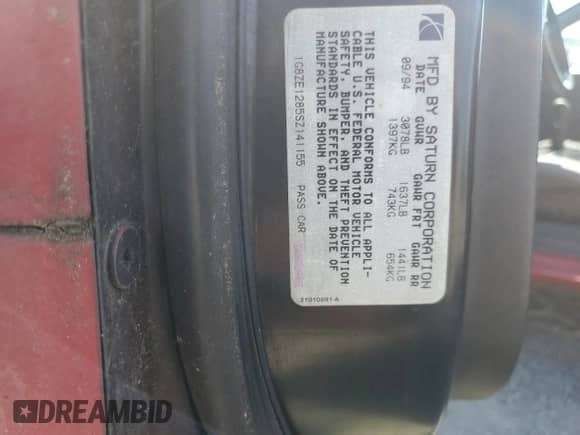 MFD BY SATURN CORPORATION
DATE GVWR GAWR FRT GAWR RR
09/94 3078LB 1637LB 1441LB
1397KG 743KG 654KG
THIS VEHICLE CONFORMS TO ALL APPLI-
CABLE U.S. FEDERAL MOTOR VEHICLE
SAFETY, BUMPER, AND THEFT PREVENTION
STANDARDS IN EFFECT ON THE DATE OF
MANUFACTURE SHOWN ABOVE.
1G8ZE1285SZ141155 PASS CAR
DREAMBID